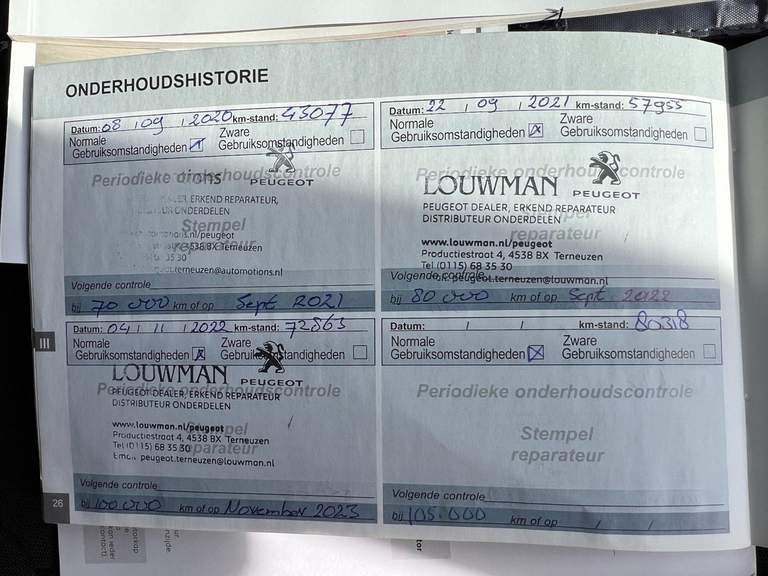 ONDERHOUDSHISTORIE
Datum: 08 / 09 / 2020 km-stand: 43077
Normale Gebruiksomstandigheden
Zware Gebruiksomstandigheden
Periodieke onderhoudscontrole
PEUGEOT
ERKEND REPARATEUR,
ONDERDELEN
Stempel
reparateur
4538 BX Terneuzen
35 30
terneuzen@automotions.nl
Volgende controle
bij 70 000 km of op Sept 2021
Datum: 22 / 09 / 2021 km-stand: 57955
Normale Gebruiksomstandigheden
Zware Gebruiksomstandigheden
Periodieke onderhoudscontrole
LOUWMAN PEUGEOT
PEUGEOT DEALER, ERKEND REPARATEUR
DISTRIBUTEUR ONDERDELEN
Stempel
reparateur
www.louwman.nl/peugeot
Productiestraat 4, 4538 BX Terneuzen
Tel (0115) 68 35 30
peugeot.terneuzen@louwman.nl
Volgende controle
bij 80 000 km of op Sept. 2022
Datum: 04 / 11 / 2022 km-stand: 72863
Normale Gebruiksomstandigheden
Zware Gebruiksomstandigheden
Periodieke onderhoudscontrole
LOUWMAN PEUGEOT
PEUGEOT DEALER, ERKEND REPARATEUR
DISTRIBUTEUR ONDERDELEN
Stempel
reparateur
www.louwman.nl/peugeot
Productiestraat 4, 4538 BX Terneuzen
Tel (0115) 68 35 30
peugeot.terneuzen@louwman.nl
Volgende controle
bij 100 000 km of op November 2023
Datum: / / km-stand: 80318
Normale Gebruiksomstandigheden
Zware Gebruiksomstandigheden
Periodieke onderhoudscontrole
Stempel
reparateur
Volgende controle
bij 105.000 km of op / /
III
26